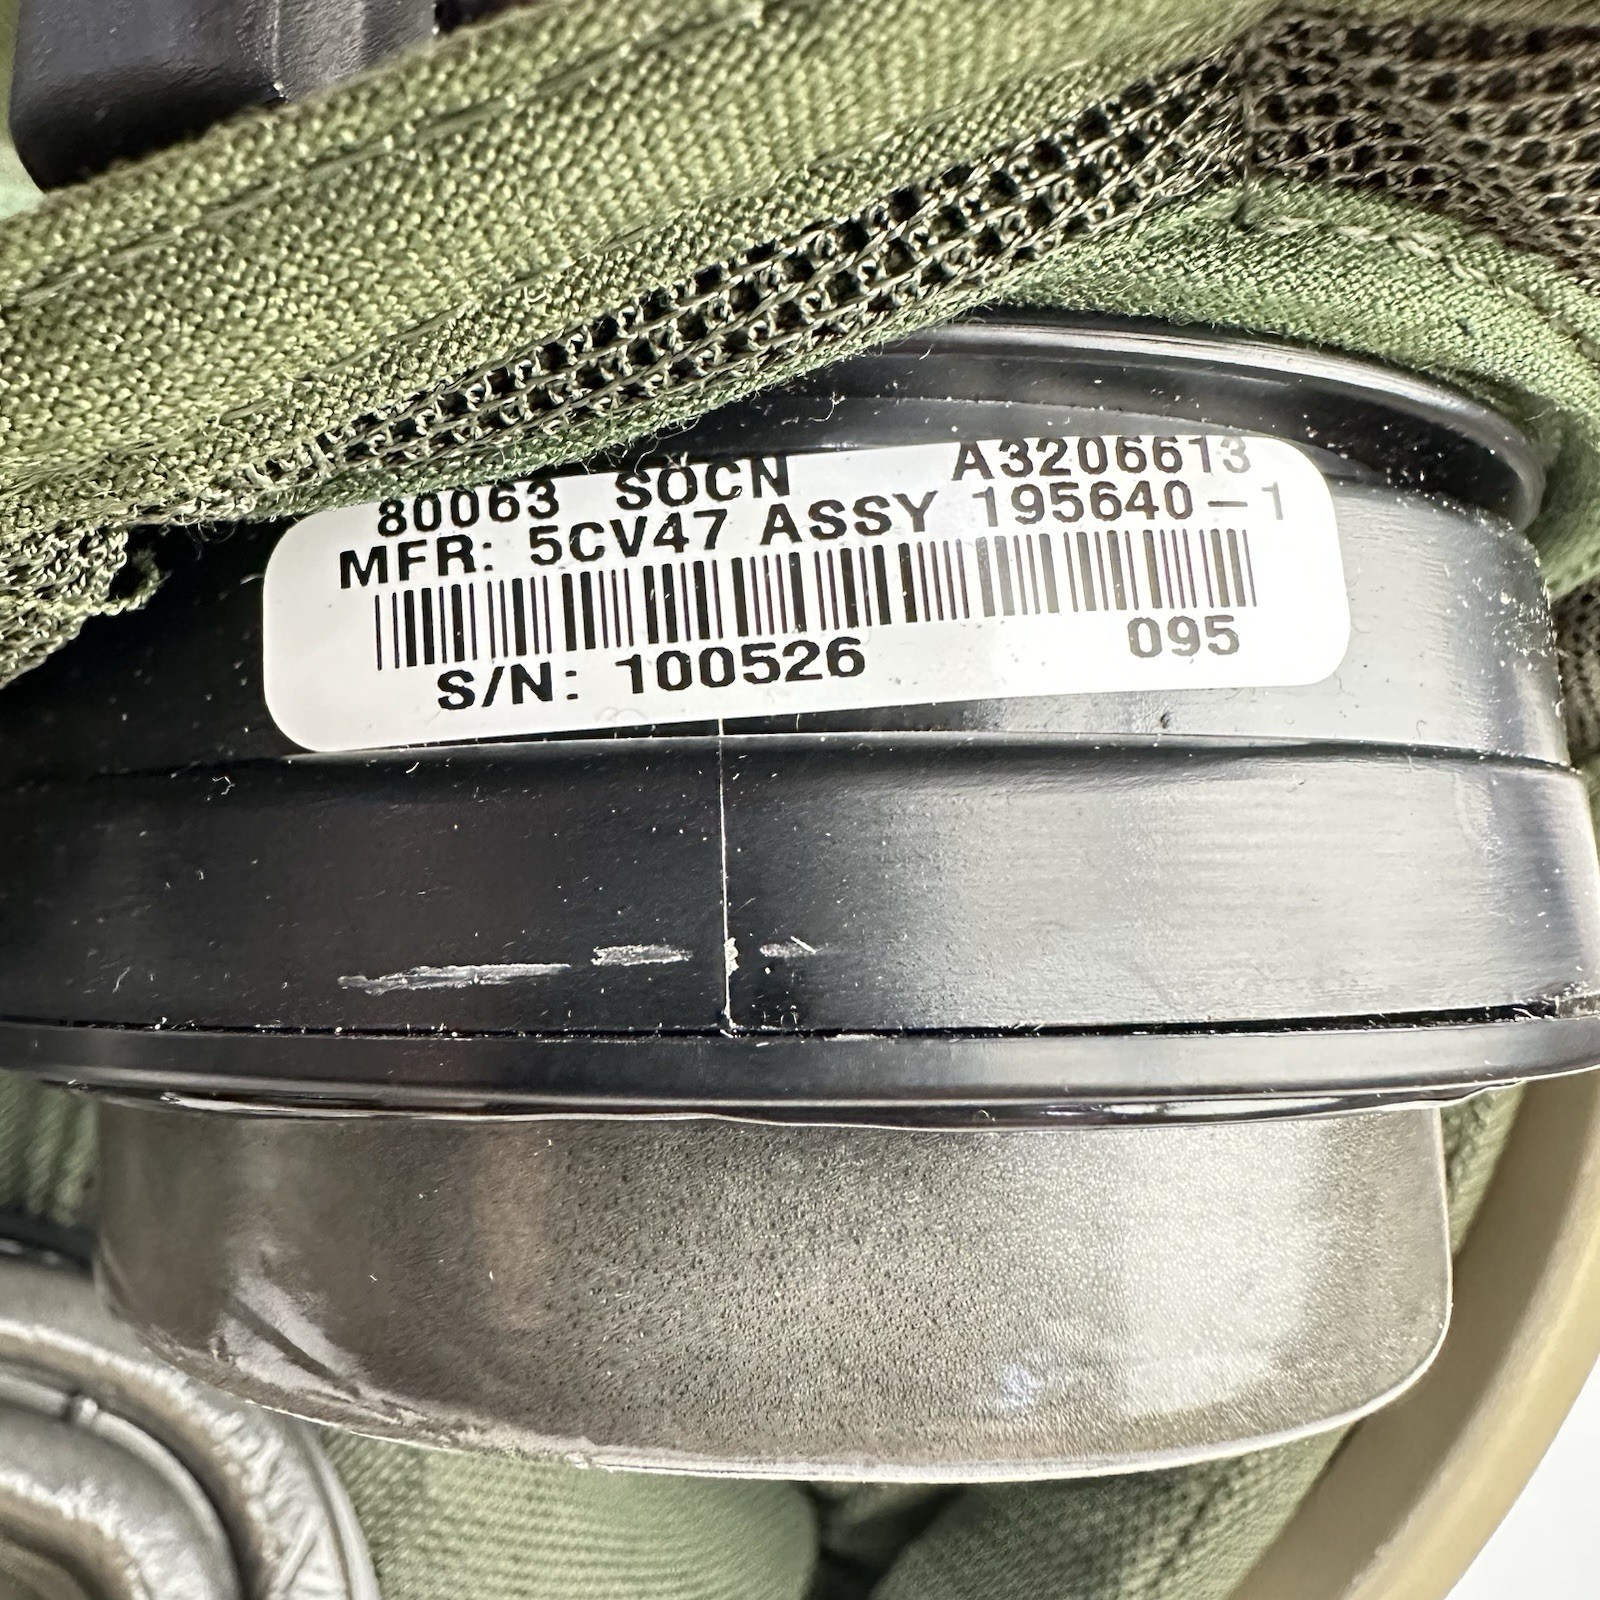 80063 SOCN A3206613
MFR: 5CV47 ASSY 195640-1
S/N: 100526 095